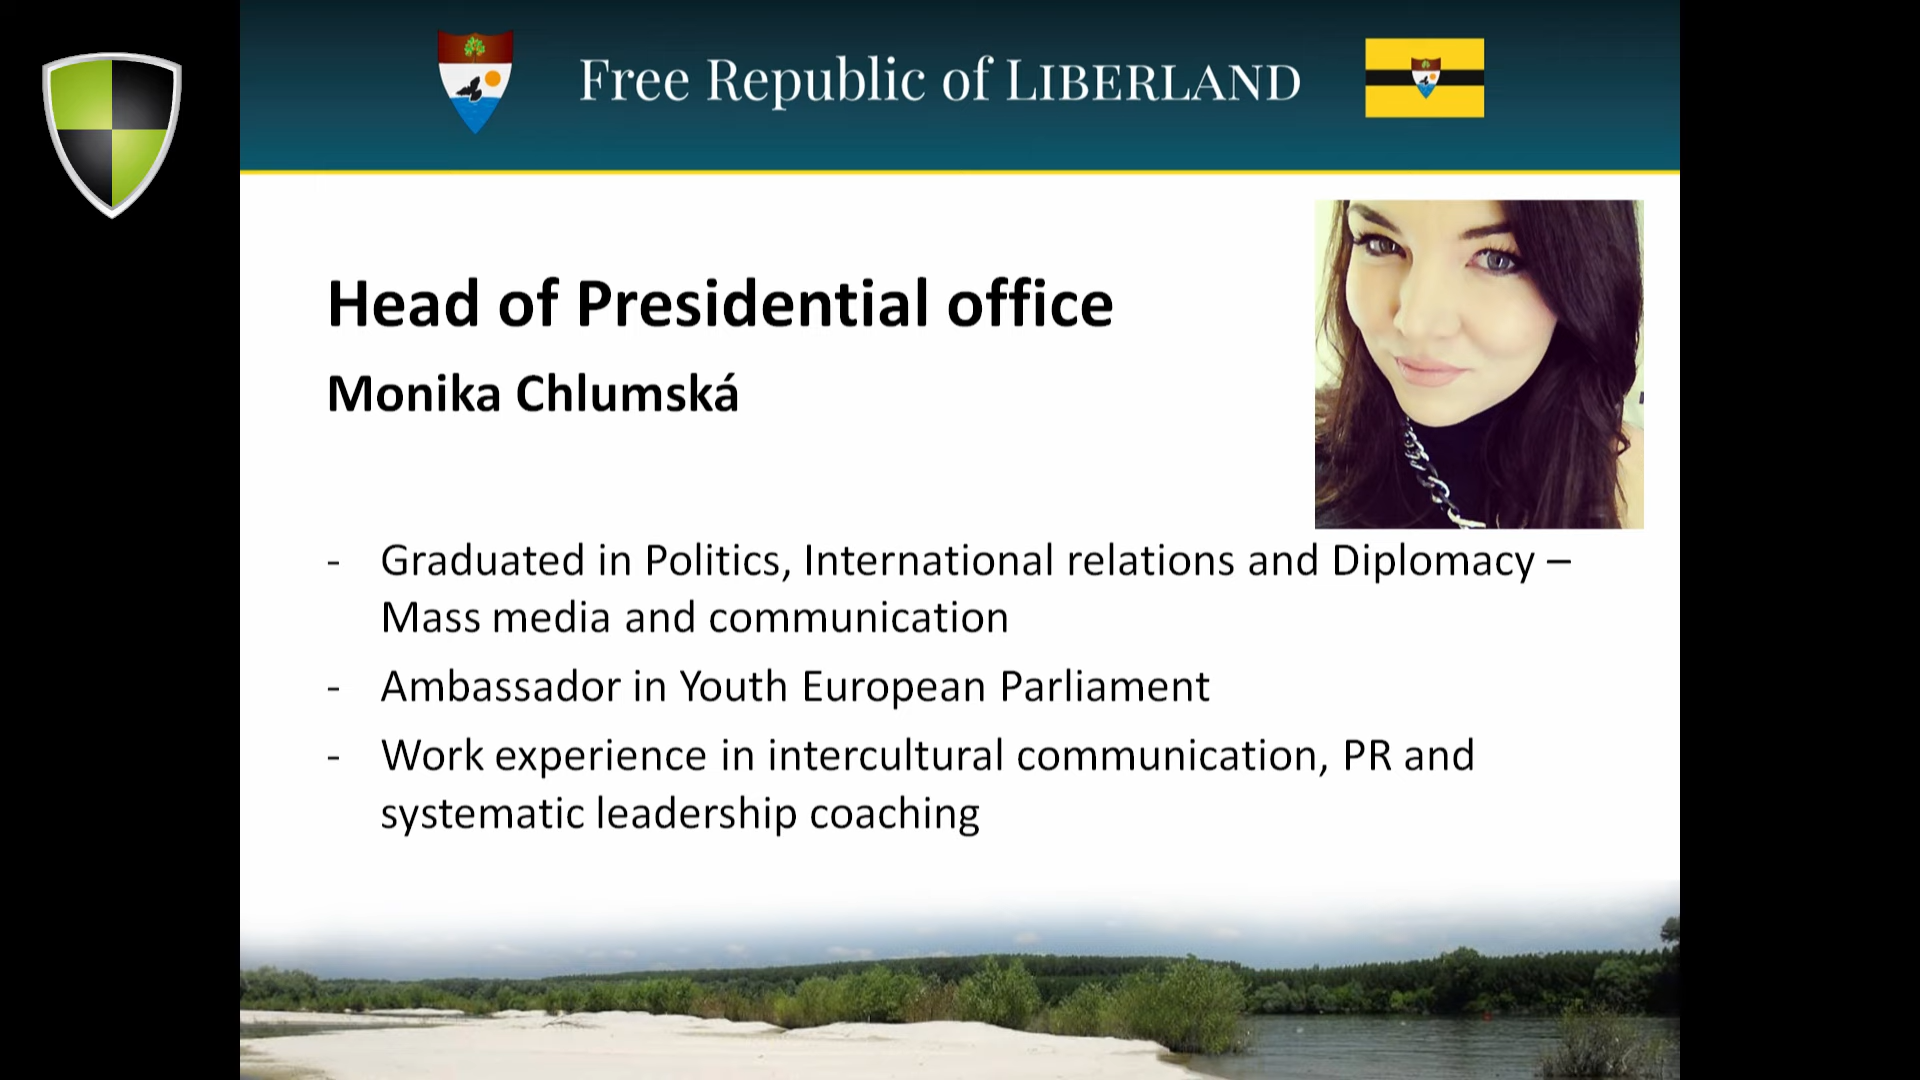 Free Republic of LIBERLAND
Head of Presidential office
Monika Chlumská
- Graduated in Politics, International relations and Diplomacy –
Mass media and communication
- Ambassador in Youth European Parliament
- Work experience in intercultural communication, PR and
systematic leadership coaching